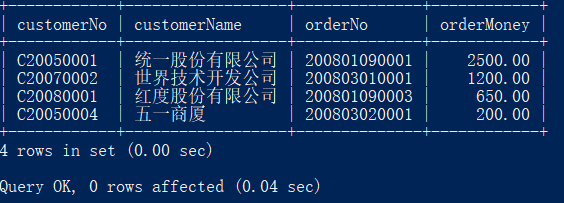 +--------------+--------------------+--------------+------------+
| customerNo | customerName | orderNo | orderMoney |
+--------------+--------------------+--------------+------------+
| C20050001 | 统一股份有限公司 | 200801090001 | 2500.00 |
| C20070002 | 世界技术开发公司 | 200803010001 | 1200.00 |
| C20080001 | 红度股份有限公司 | 200801090003 | 650.00 |
| C20050004 | 五一商厦 | 200803020001 | 200.00 |
+--------------+--------------------+--------------+------------+
4 rows in set (0.00 sec)
Query OK, 0 rows affected (0.04 sec)